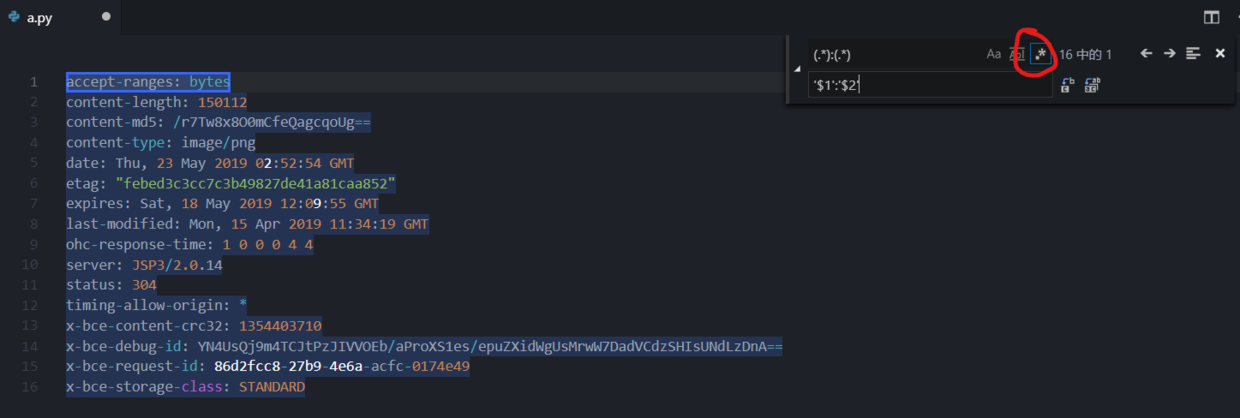 a.py
(.*):(.*)
Aa
Abl
.*
16 中的 1
'$1':'$2'
1 accept-ranges: bytes
2 content-length: 150112
3 content-md5: /r7Tw8x8O0mCfeQagcqoUg==
4 content-type: image/png
5 date: Thu, 23 May 2019 02:52:54 GMT
6 etag: "febed3c3cc7c3b49827de41a81caa852"
7 expires: Sat, 18 May 2019 12:09:55 GMT
8 last-modified: Mon, 15 Apr 2019 11:34:19 GMT
9 ohc-response-time: 1 0 0 0 4 4
10 server: JSP3/2.0.14
11 status: 304
12 timing-allow-origin: *
13 x-bce-content-crc32: 1354403710
14 x-bce-debug-id: YN4UsQj9m4TCJtPzJIVVOEb/aProXS1es/epuZXidWgUsMrwW7DadVCdzSHIsUNdLzDnA==
15 x-bce-request-id: 86d2fcc8-27b9-4e6a-acfc-0174e49
16 x-bce-storage-class: STANDARD